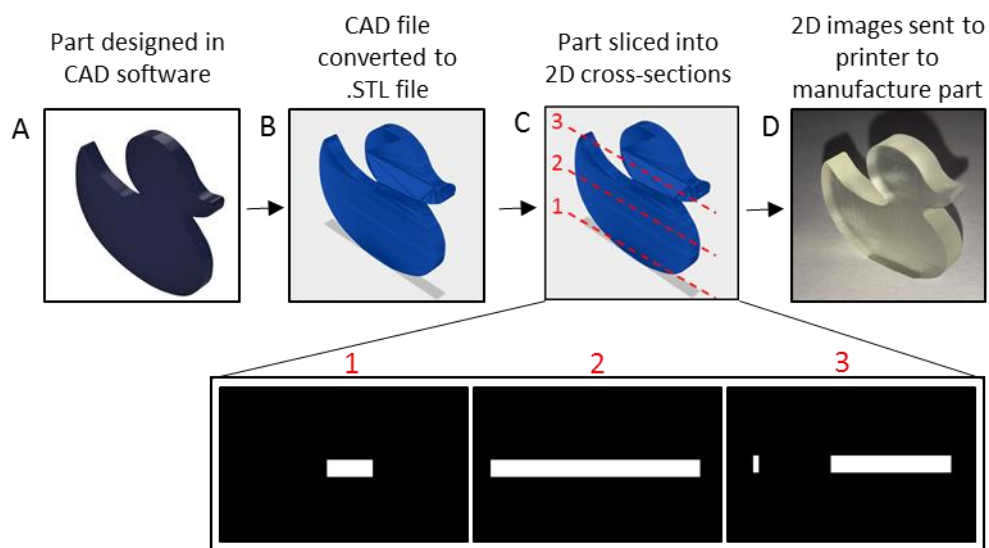 Part designed in
CAD software
CAD file
converted to
.STL file
Part sliced into
2D cross-sections
2D images sent to
printer to
manufacture part
A
B
C
D
3
2
1
1
2
3